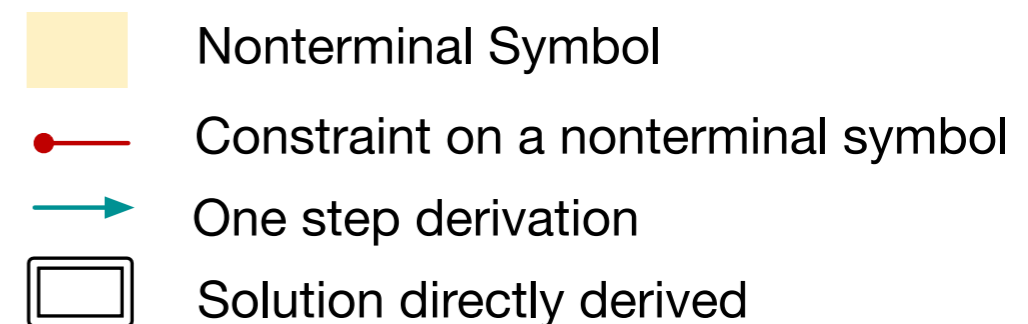 Nonterminal Symbol
Constraint on a nonterminal symbol
One step derivation
Solution directly derived